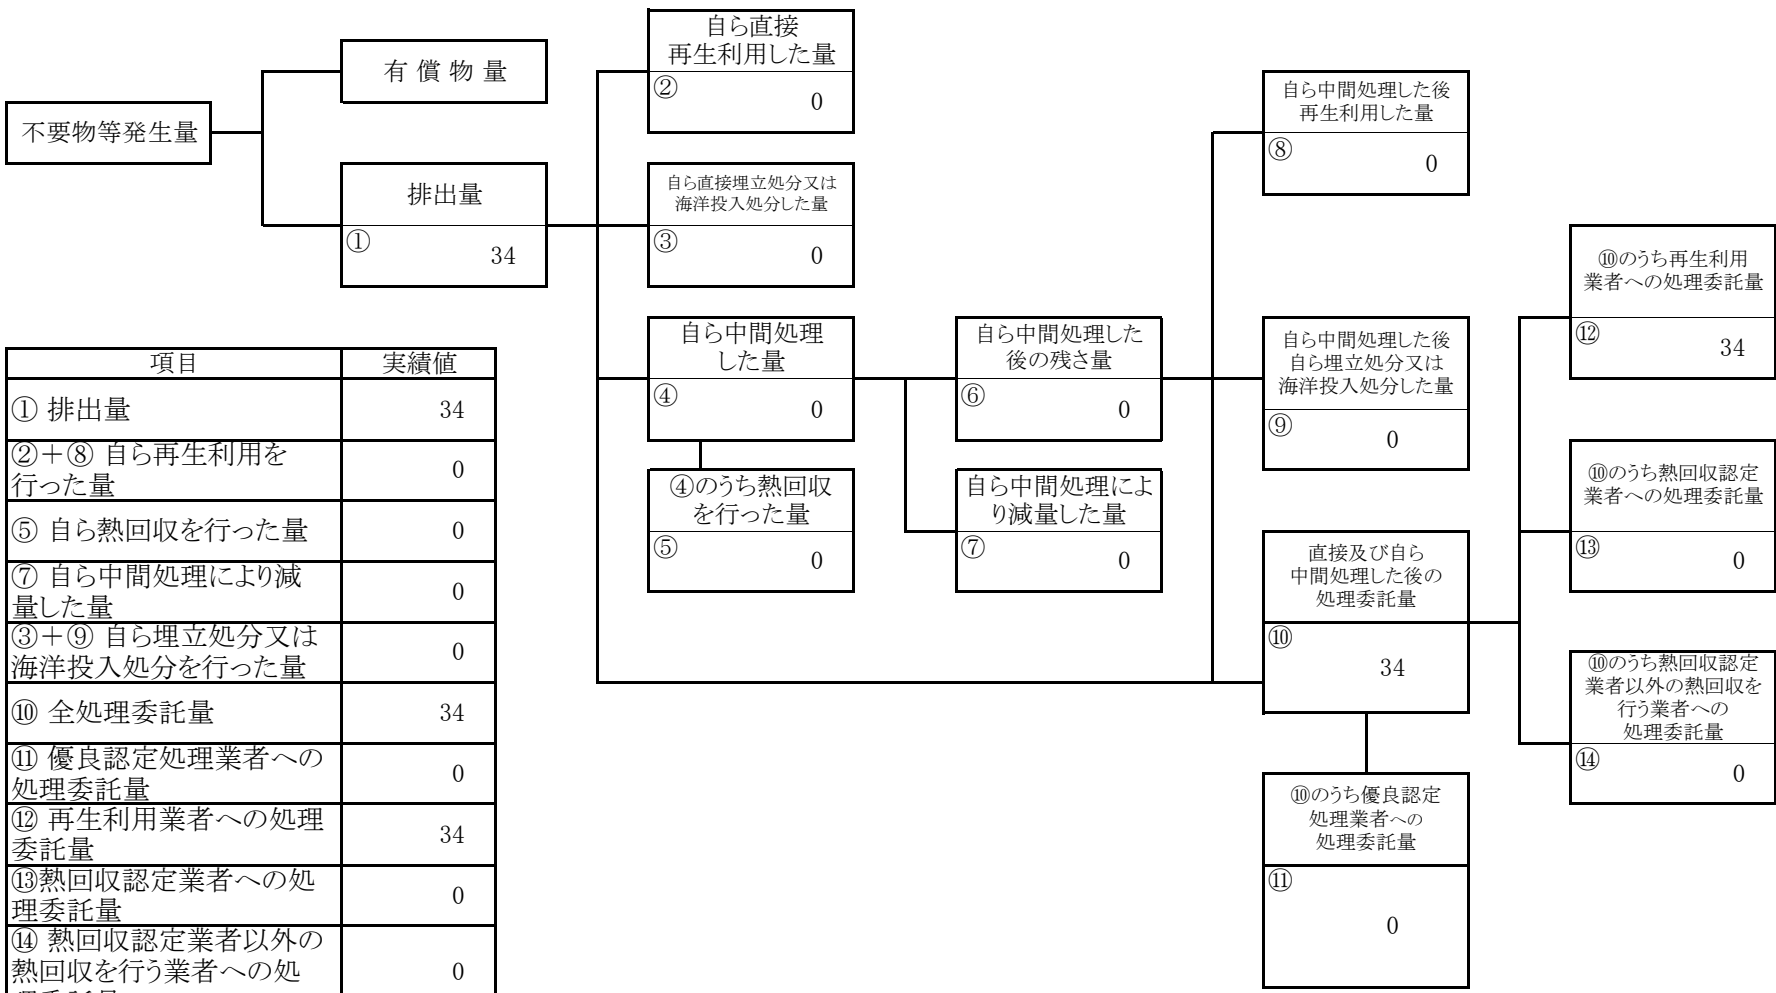 自ら直接
再生利用した量
②
0
有 償 物 量
不要物等発生量
排出量
①
34
自ら直接埋立処分又は
海洋投入処分した量
③
0
自ら中間処理した後
再生利用した量
⑧
0
自ら中間処理
した量
④
0
自ら中間処理した
後の残さ量
⑥
0
自ら中間処理した後
自ら埋立処分又は
海洋投入処分した量
⑨
0
④のうち熱回収
を行った量
⑤
0
自ら中間処理によ
り減量した量
⑦
0
直接及び自ら
中間処理した後の
処理委託量
⑩
34
⑩のうち優良認定
処理業者への
処理委託量
⑪
0
⑩のうち再生利用
業者への処理委託量
⑫
34
⑩のうち熱回収認定
業者への処理委託量
⑬
0
⑩のうち熱回収認定
業者以外の熱回収を
行う業者への
処理委託量
⑭
0
項目 実績値
① 排出量 34
②＋⑧ 自ら再生利用を
行った量 0
⑤ 自ら熱回収を行った量 0
⑦ 自ら中間処理により減
量した量 0
③＋⑨ 自ら埋立処分又は
海洋投入処分を行った量 0
⑩ 全処理委託量 34
⑪ 優良認定処理業者への
処理委託量 0
⑫ 再生利用業者への処理
委託量 34
⑬熱回収認定業者への処
理委託量 0
⑭ 熱回収認定業者以外の
熱回収を行う業者への処 0